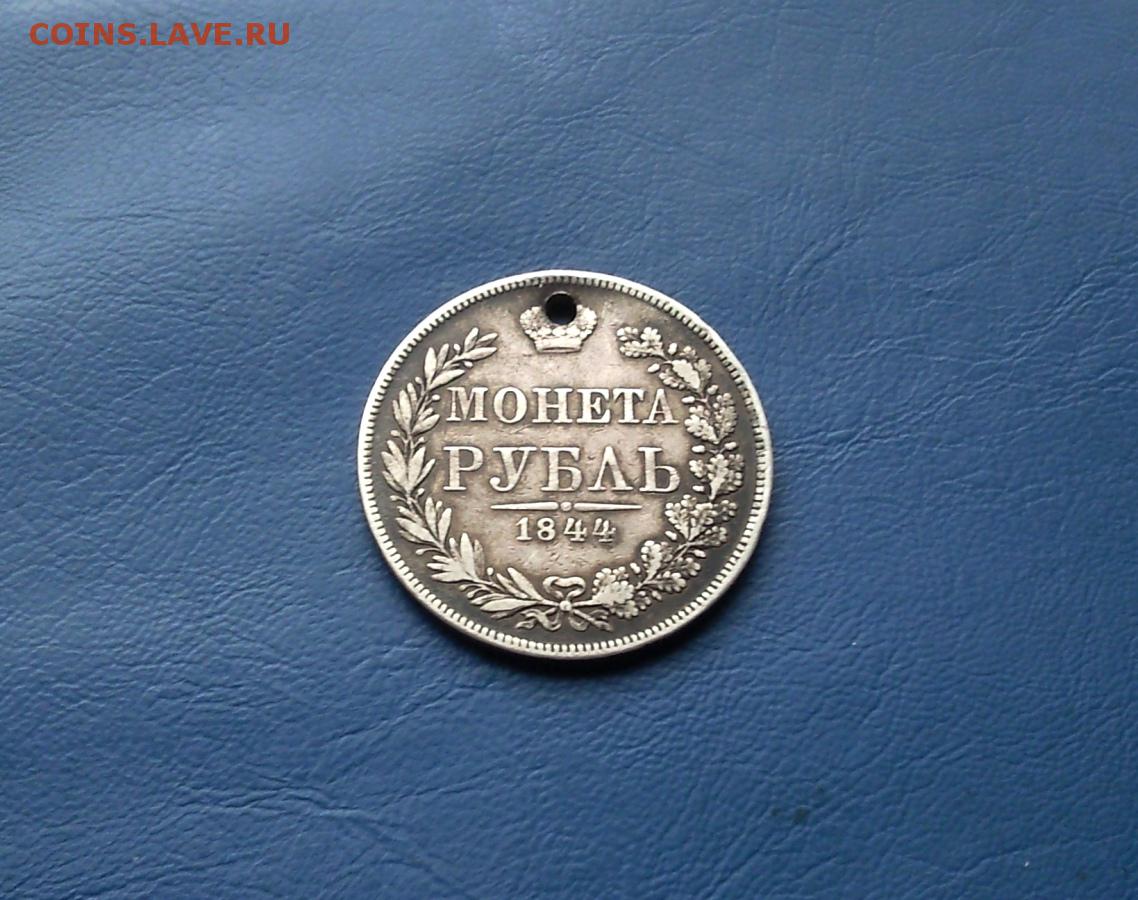 COINS.LAVE.RU
МОНЕТА
РУБЛЬ
1844